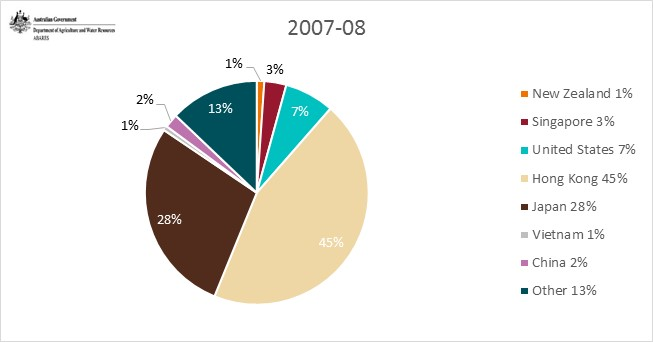 Australian Government
Department of Agriculture and Water Resources
ABARES
2007-08
1%
3%
7%
45%
28%
1%
2%
13%
New Zealand 1%
Singapore 3%
United States 7%
Hong Kong 45%
Japan 28%
Vietnam 1%
China 2%
Other 13%